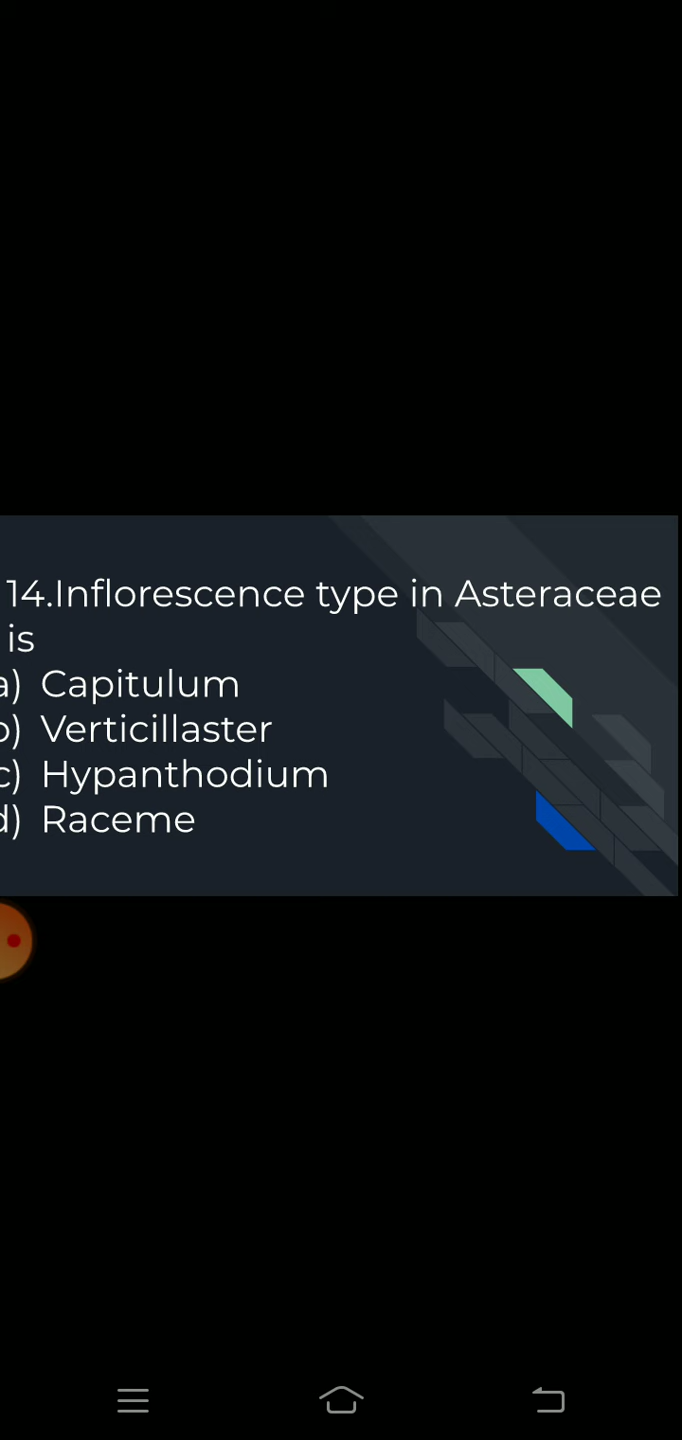 14.Inflorescence type in Asteraceae
is
a) Capitulum
b) Verticillaster
c) Hypanthodium
d) Raceme